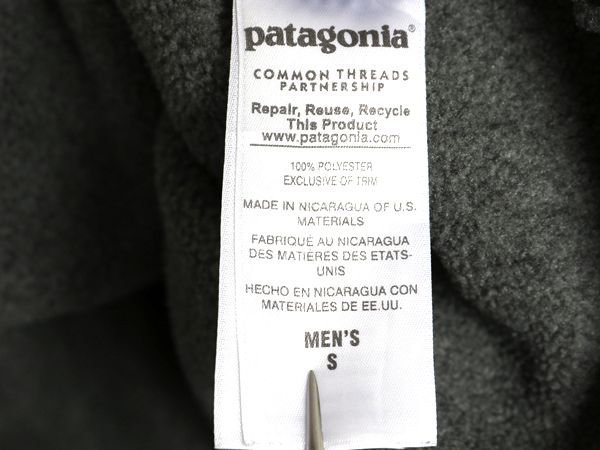 patagonia®
COMMON THREADS
PARTNERSHIP
Repair, Reuse, Recycle
This Product
www.patagonia.com
100% POLYESTER
EXCLUSIVE OF TRIM
MADE IN NICARAGUA OF U.S.
MATERIALS
FABRIQUÉ AU NICARAGUA
DES MATIÈRES DES ETATS-
UNIS
HECHO EN NICARAGUA CON
MATERIALES DE EE.UU.
MEN'S
S